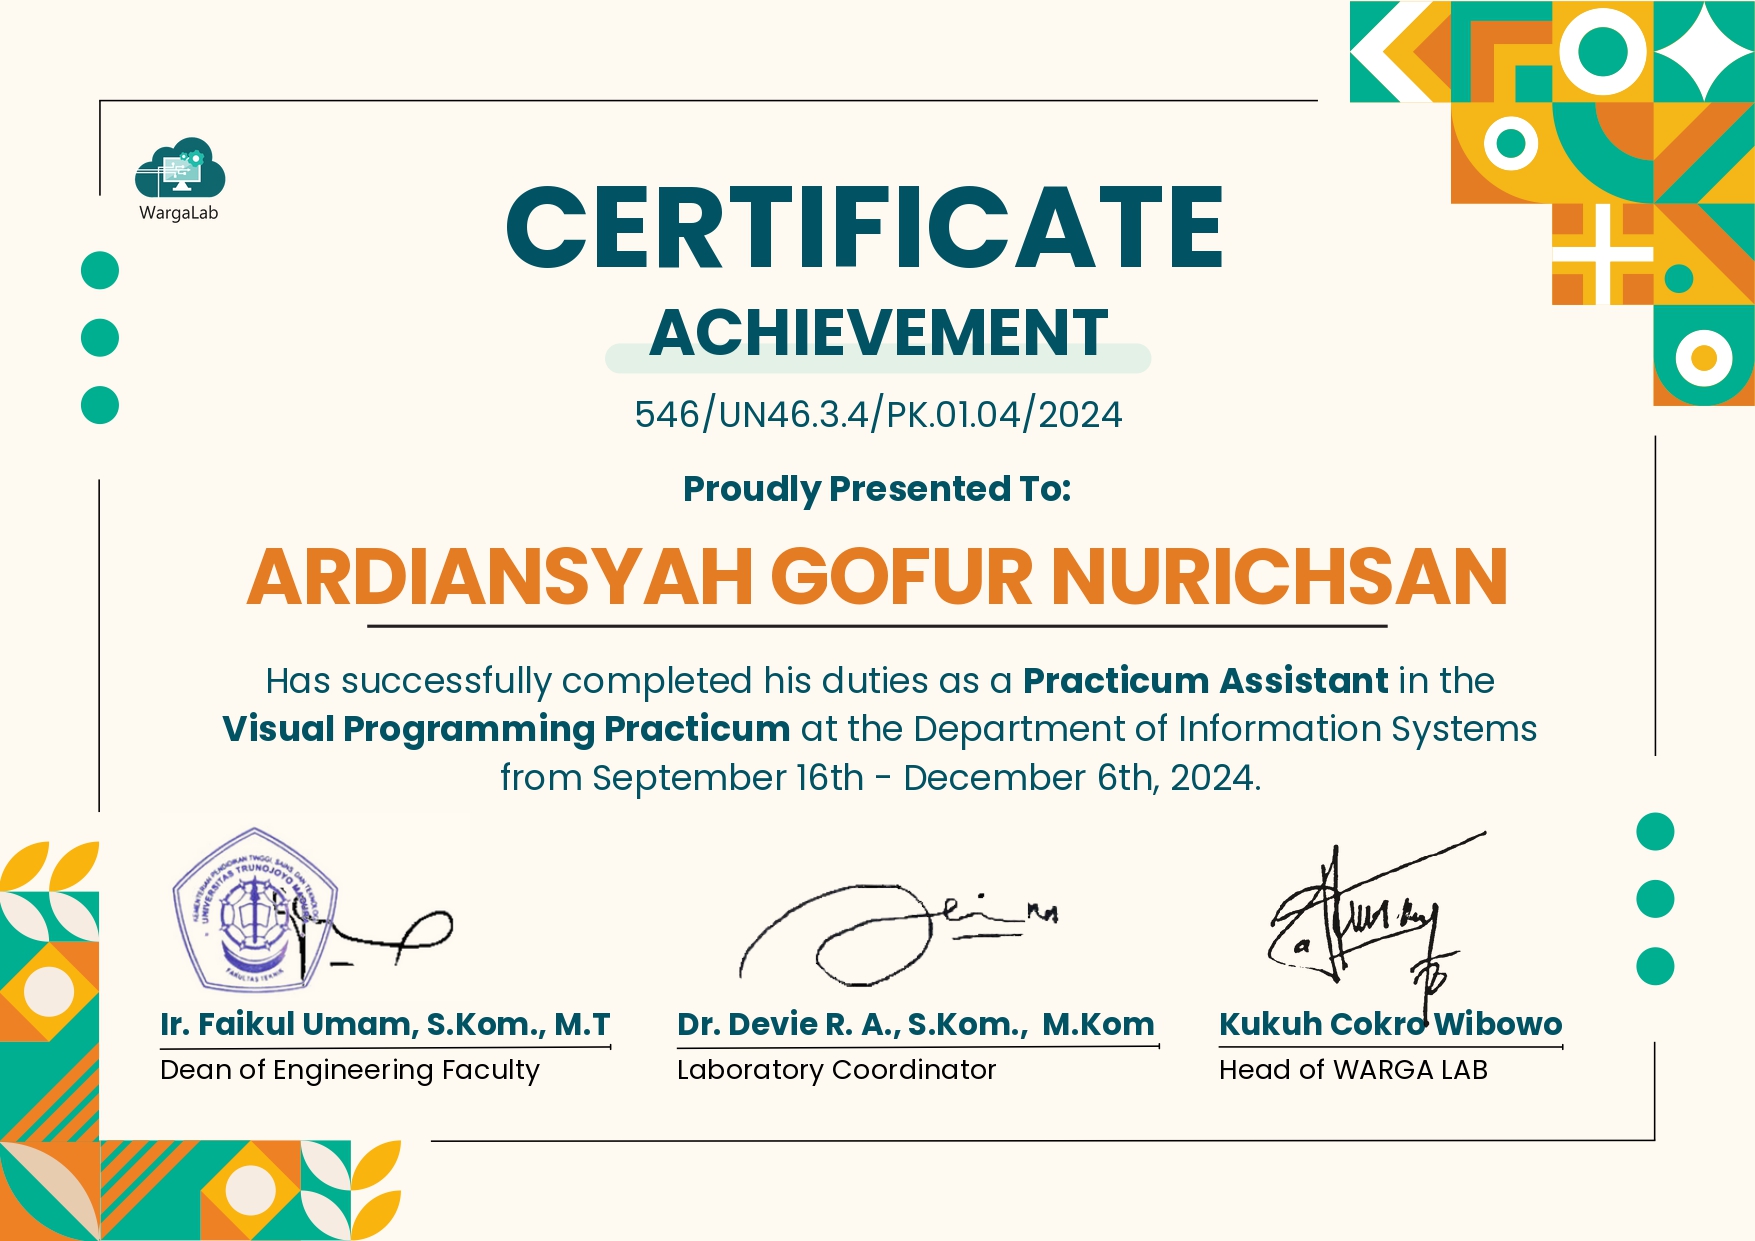 WargaLab
CERTIFICATE
ACHIEVEMENT
546/UN46.3.4/PK.01.04/2024
Proudly Presented To:
ARDIANSYAH GOFUR NURICHSAN
Has successfully completed his duties as a Practicum Assistant in the
Visual Programming Practicum at the Department of Information Systems
from September 16th - December 6th, 2024.
UNIVERSITAS TRUNOJOYO
FAKULTAS TEKNIK
Ir. Faikul Umam, S.Kom., M.T
Dean of Engineering Faculty
Dr. Devie R. A., S.Kom., M.Kom
Laboratory Coordinator
Kukuh Cokro Wibowo
Head of WARGA LAB